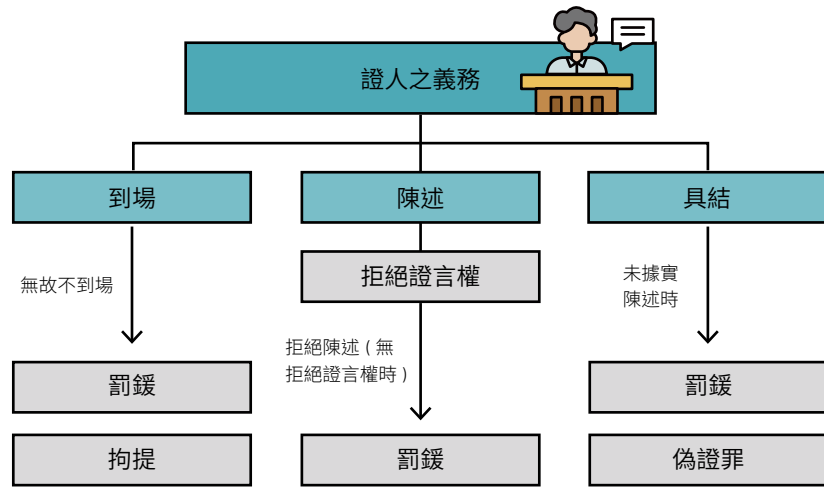 證人之義務
到場
陳述
具結
拒絕證言權
無故不到場
未據實
陳述時
拒絕陳述 ( 無
拒絕證言權時 )
罰鍰
罰鍰
拘提
罰鍰
偽證罪